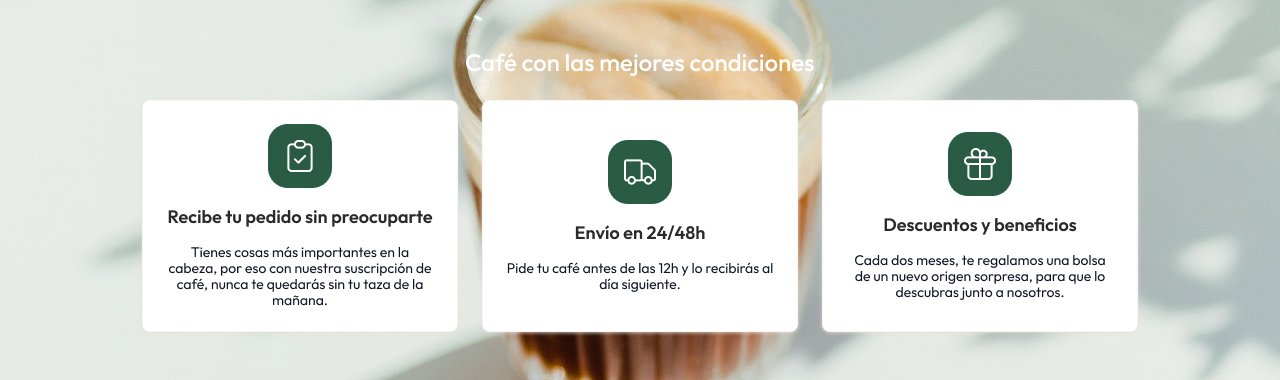 Café con las mejores condiciones
Recibe tu pedido sin preocuparte
Tienes cosas más importantes en la
cabeza, por eso con nuestra suscripción de
café, nunca te quedarás sin tu taza de la
mañana.
Envío en 24/48h
Pide tu café antes de las 12h y lo recibirás al
día siguiente.
Descuentos y beneficios
Cada dos meses, te regalamos una bolsa
de un nuevo origen sorpresa, para que lo
descubras junto a nosotros.